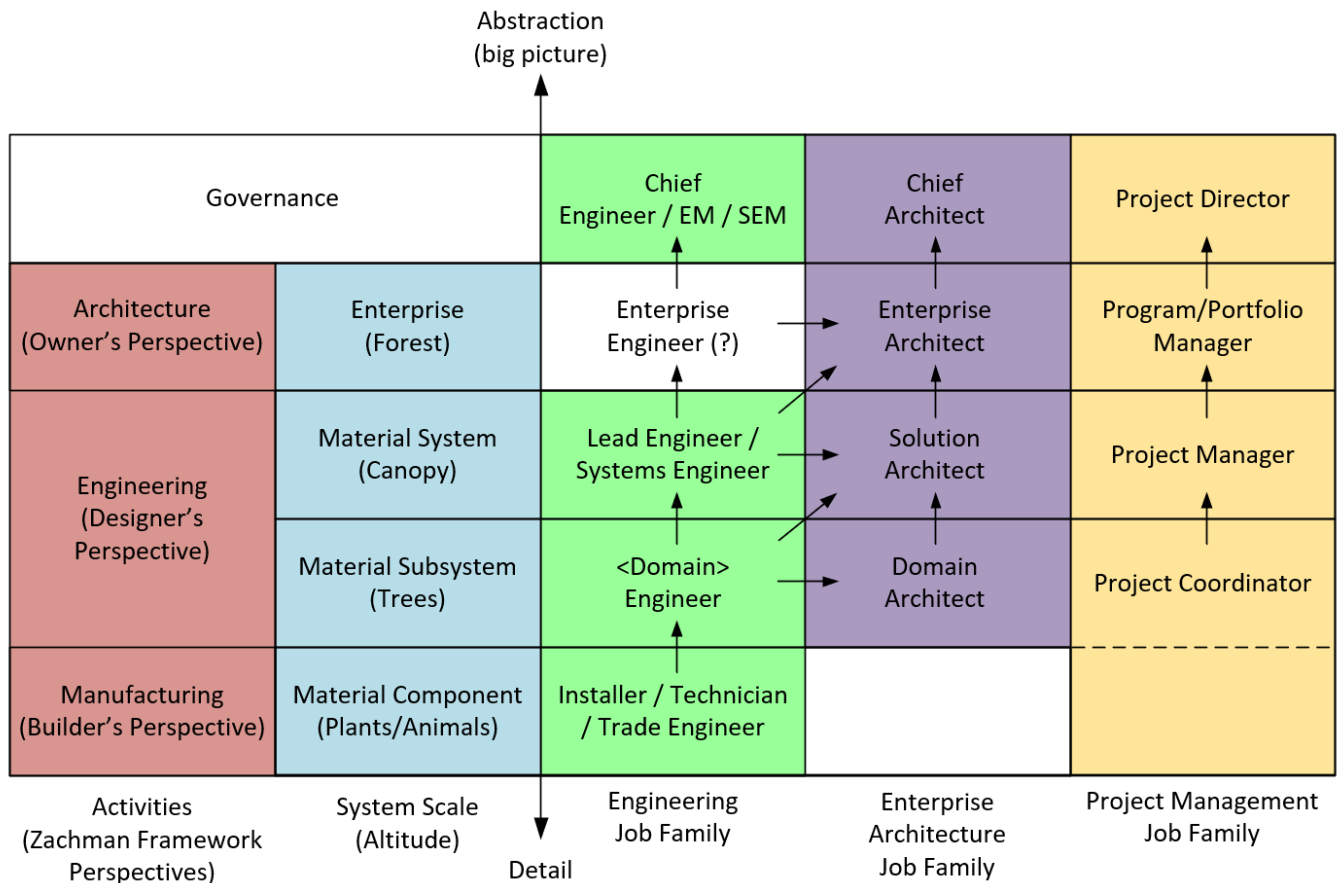 Abstraction
(big picture)
Governance
Chief
Engineer / EM / SEM
Chief
Architect
Project Director
Architecture
(Owner’s Perspective)
Enterprise
(Forest)
Enterprise
Engineer (?)
Enterprise
Architect
Program/Portfolio
Manager
Engineering
(Designer’s
Perspective)
Material System
(Canopy)
Lead Engineer /
Systems Engineer
Solution
Architect
Project Manager
Material Subsystem
(Trees)
<Domain>
Engineer
Domain
Architect
Project Coordinator
Manufacturing
(Builder’s Perspective)
Material Component
(Plants/Animals)
Installer / Technician
/ Trade Engineer
Activities
(Zachman Framework
Perspectives)
System Scale
(Altitude)
Detail
Engineering
Job Family
Enterprise
Architecture
Job Family
Project Management
Job Family